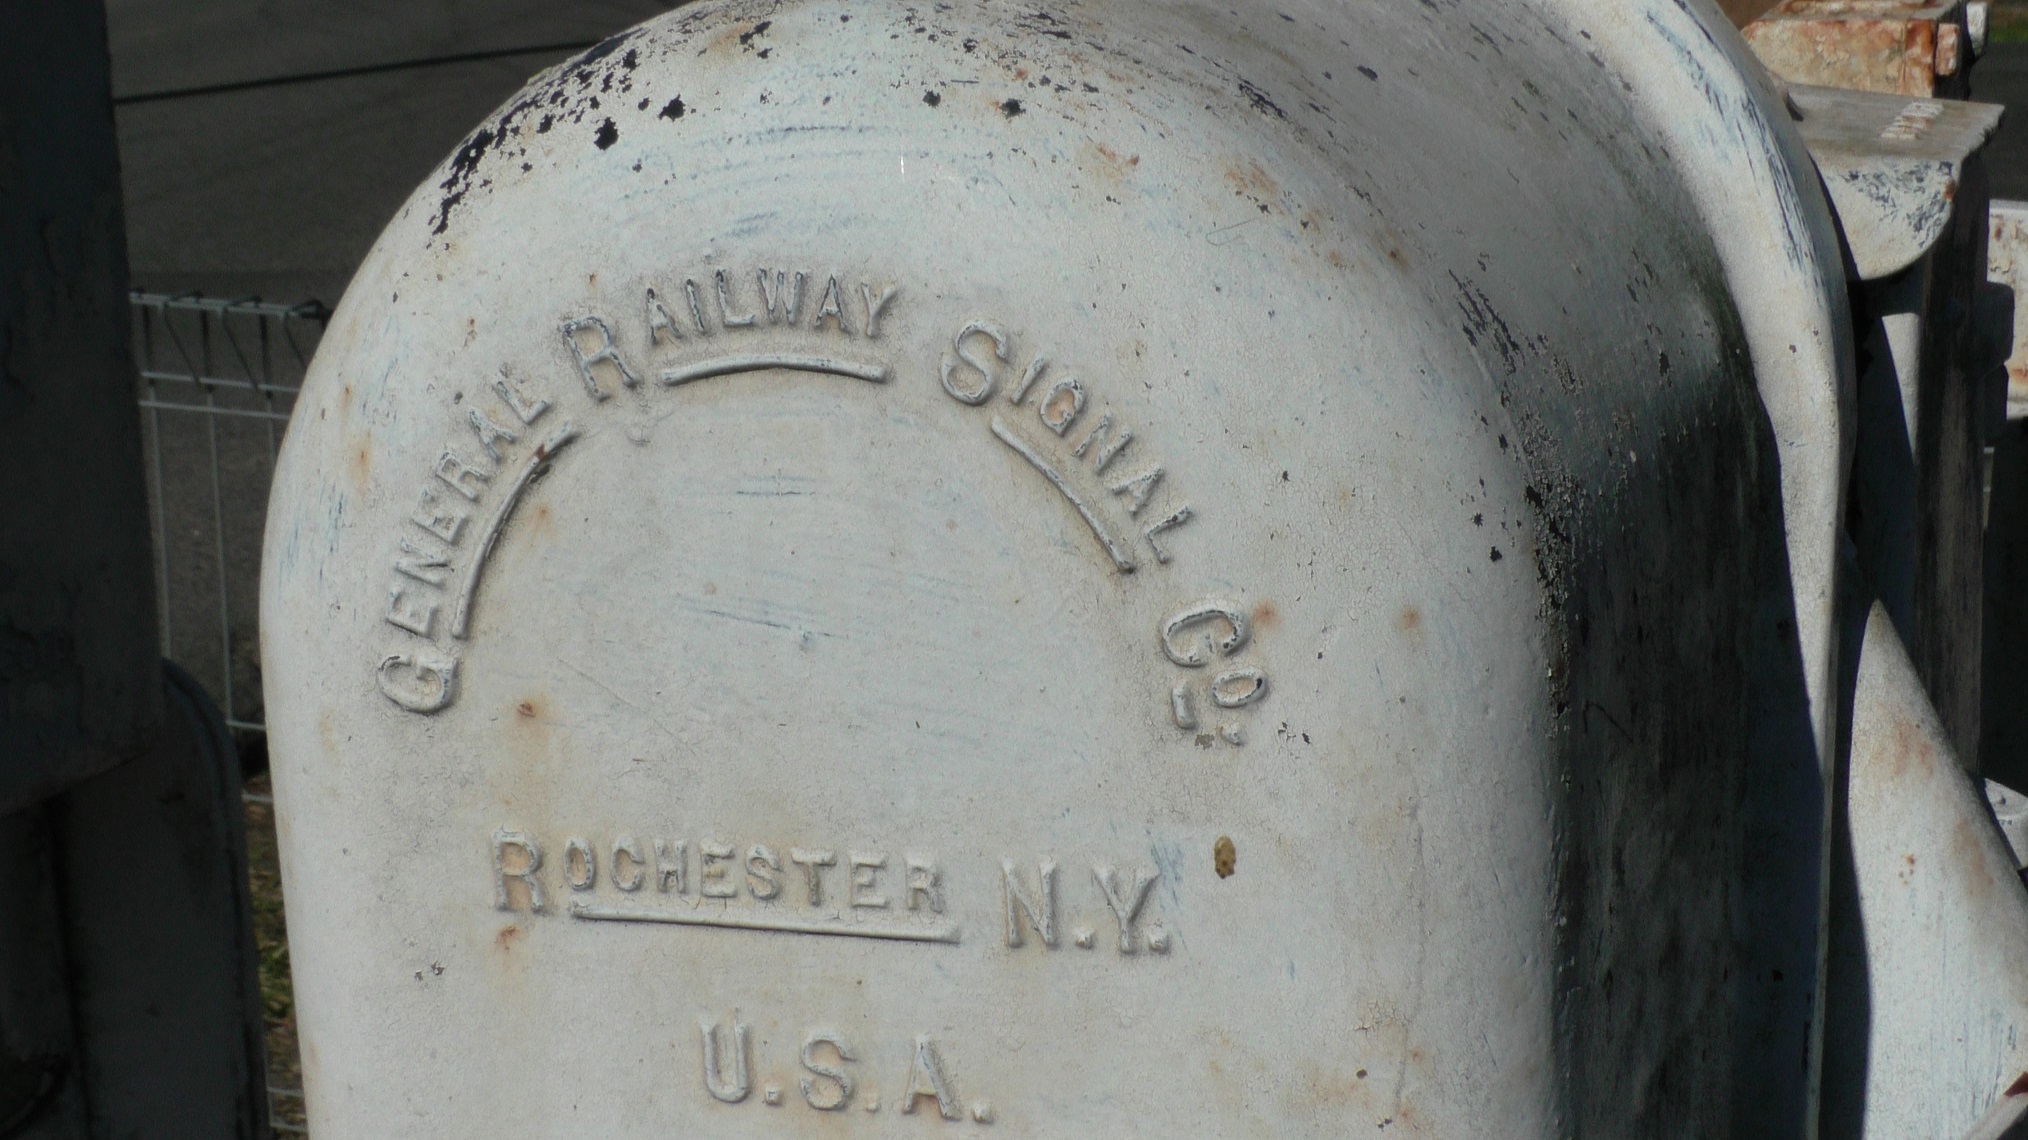 GENERAL RAILWAY SIGNAL CO.
ROCHESTER N.Y.
U.S.A.